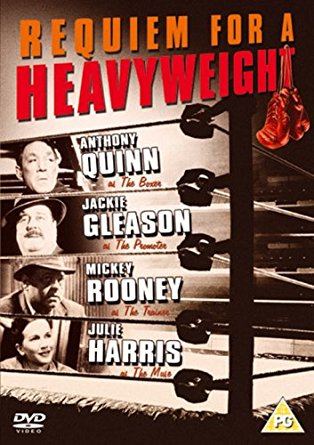 REQUIEM FOR A
HEAVYWEIGHT
ANTHONY
QUINN
as The Boxer
JACKIE
GLEASON
as The Promoter
MICKEY
ROONEY
as The Trainer
JULIE
HARRIS
as The Muse
DVD
VIDEO
PG